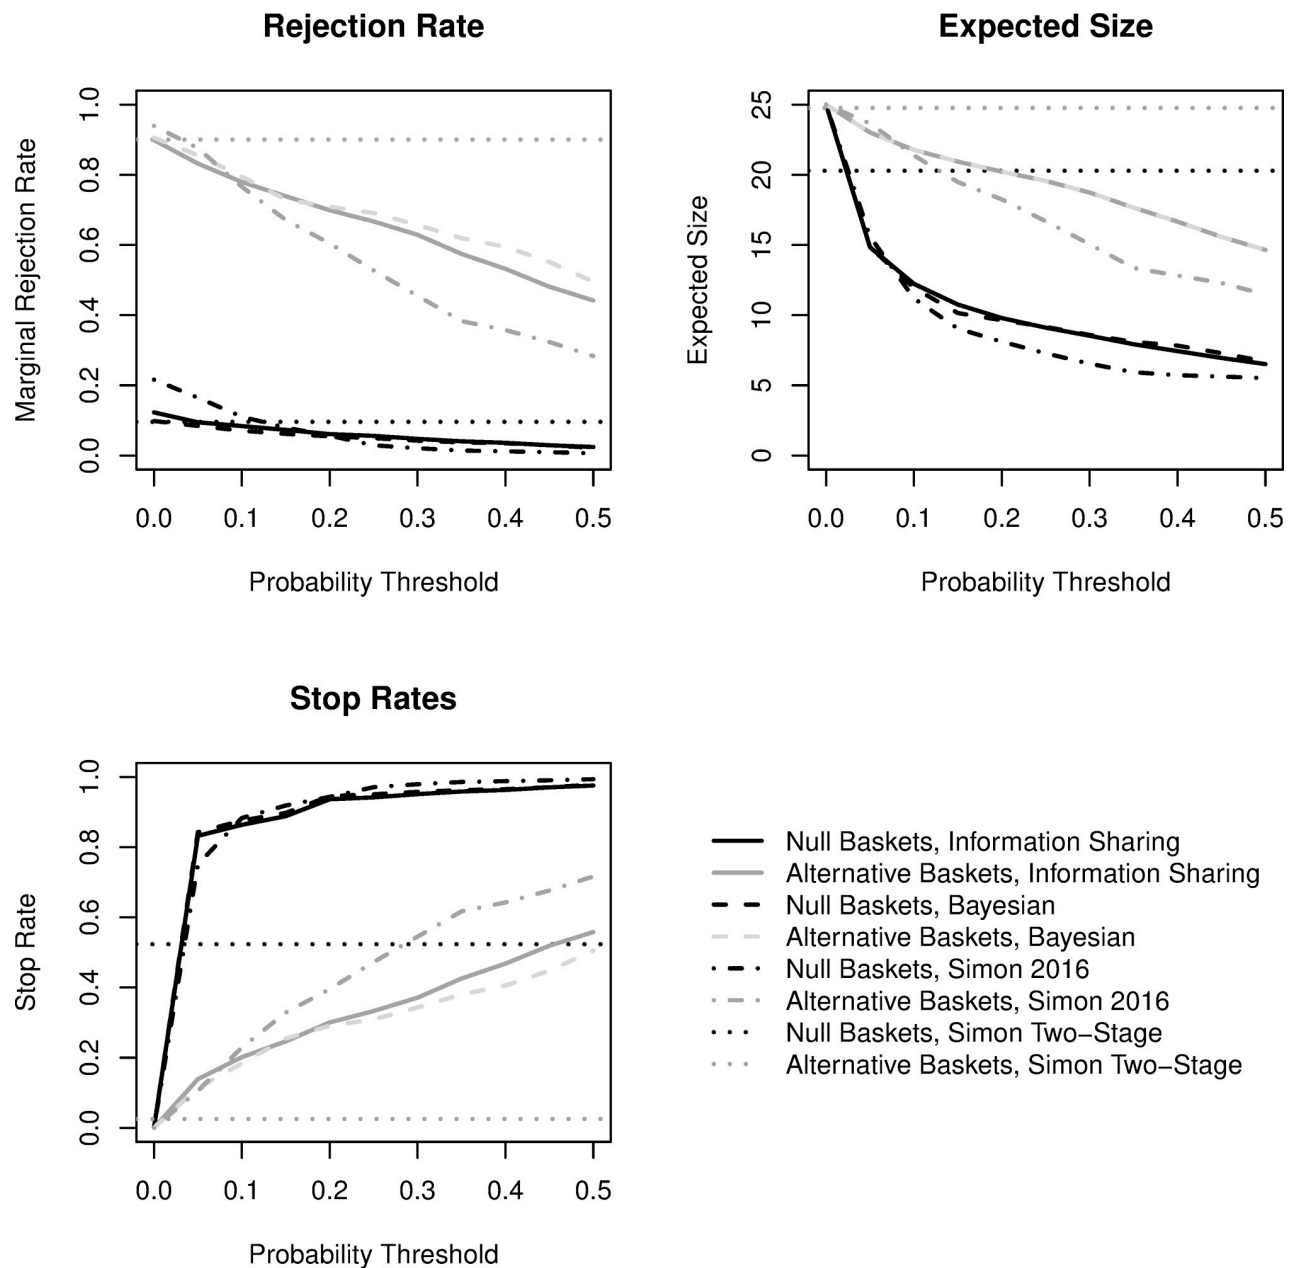 Rejection Rate
Marginal Rejection Rate
1.0
0.8
0.6
0.4
0.2
0.0
0.0 0.1 0.2 0.3 0.4 0.5
Probability Threshold
Expected Size
Expected Size
25
20
15
10
5
0
0.0 0.1 0.2 0.3 0.4 0.5
Probability Threshold
Stop Rates
Stop Rate
1.0
0.8
0.6
0.4
0.2
0.0
0.0 0.1 0.2 0.3 0.4 0.5
Probability Threshold
Null Baskets, Information Sharing
Alternative Baskets, Information Sharing
Null Baskets, Bayesian
Alternative Baskets, Bayesian
Null Baskets, Simon 2016
Alternative Baskets, Simon 2016
Null Baskets, Simon Two−Stage
Alternative Baskets, Simon Two−Stage